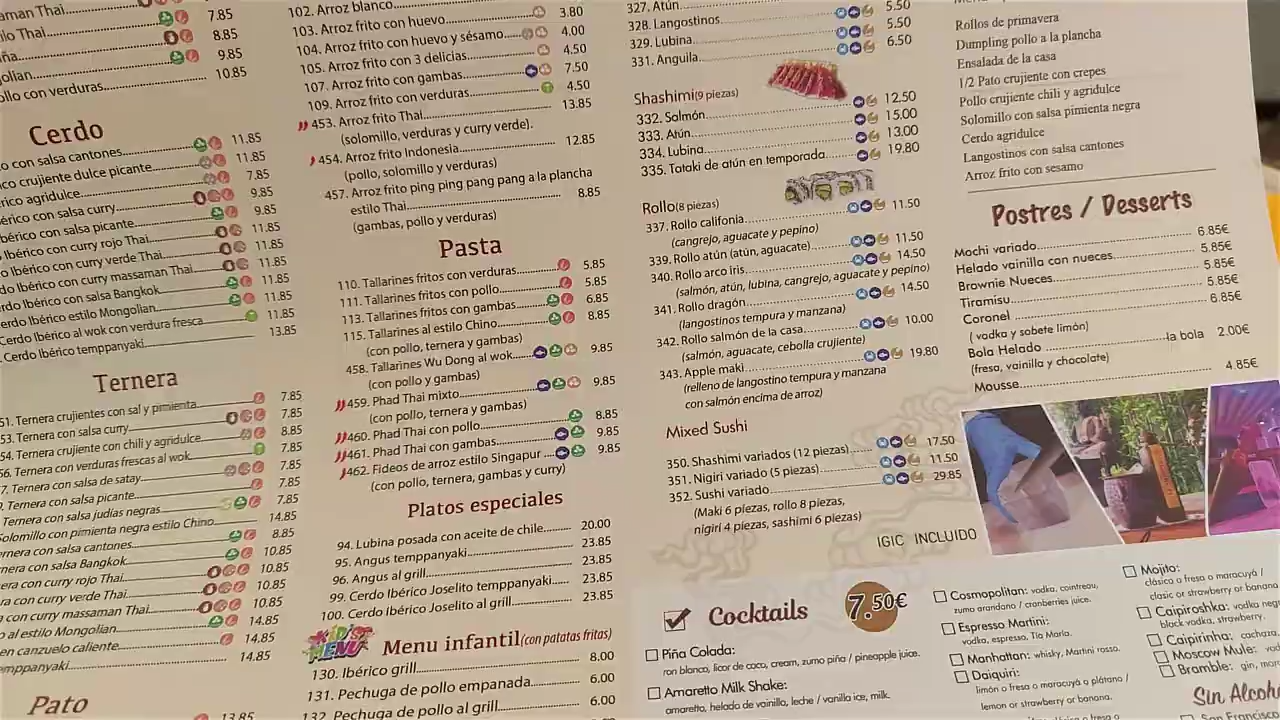 7.85
8.85
9.85
ollo con verduras 10.85
Cerdo
o con salsa cantones 11.85
ico crujiente dulce picante 11.85
érico agridulce 7.85
bérico con salsa curry 9.85
Ibérico con salsa picante 9.85
Ibérico con curry rojo Thai 11.85
o Ibérico con curry verde Thai 11.85
rdo Ibérico con curry massaman Thai 11.85
erdo Ibérico con salsa Bangkok 11.85
Cerdo Ibérico estilo Mongolian 11.85
Cerdo Ibérico al wok con verdura fresca 11.85
Cerdo Ibérico temppanyaki 13.85
Ternera
51. Ternera crujientes con sal y pimienta 7.85
53. Ternera con salsa curry 7.85
54. Ternera crujiente con chili y agridulce 8.85
56. Ternera con verduras frescas al wok 7.85
7. Ternera con salsa de satay 7.85
Ternera con salsa picante 7.85
Ternera con salsa judías negras 7.85
Solomillo con pimienta negra estilo Chino 14.85
rnera con salsa cantones 8.85
nera con salsa Bangkok 10.85
era con curry rojo Thai 10.85
ra con curry verde Thai 10.85
con curry massaman Thai 10.85
o al estilo Mongolian 14.85
en canzuelo caliente 14.85
emppanyaki 14.85
Pato
13.85
102. Arroz blanco
103. Arroz frito con huevo 3.80
104. Arroz frito con huevo y sésamo 4.00
105. Arroz frito con 3 delicias 4.50
107. Arroz frito con gambas 7.50
109. Arroz frito con verduras 4.50
453. Arroz frito Thai 13.85
(solomillo, verduras y curry verde).
454. Arroz frito Indonesia 12.85
(pollo, solomillo y verduras)
457. Arroz frito ping ping pang pang a la plancha
estilo Thai 8.85
(gambas, pollo y verduras)
Pasta
110. Tallarines fritos con verduras 5.85
111. Tallarines fritos con pollo 5.85
113. Tallarines fritos con gambas 6.85
115. Tallarines al estilo Chino 8.85
(con pollo, ternera y gambas)
458. Tallarines Wu Dong al wok 9.85
(con pollo y gambas)
459. Phad Thai mixto 9.85
(con pollo, ternera y gambas)
460. Phad Thai con pollo 8.85
461. Phad Thai con gambas 9.85
462. Fideos de arroz estilo Singapur 9.85
(con pollo, ternera, gambas y curry)
Platos especiales
94. Lubina posada con aceite de chile 20.00
95. Angus temppanyaki 23.85
96. Angus al grill 23.85
99. Cerdo Ibérico Joselito temppanyaki 23.85
100. Cerdo Ibérico Joselito al grill 23.85
KID'S MENU Menu infantil (con patatas fritas)
130. Ibérico grill 8.00
131. Pechuga de pollo empanada 6.00
132. Pechuga de pollo al grill 6.00
327. Atún 5.50
328. Langostinos 5.50
329. Lubina 6.50
331. Anguila
Shashimi (9 piezas)
332. Salmón 12.50
333. Atún 15.00
334. Lubina 13.00
335. Tataki de atún en temporada 19.80
Rollo (8 piezas)
337. Rollo califonia 11.50
(cangrejo, aguacate y pepino)
339. Rollo atún (atún, aguacate) 11.50
340. Rollo arco iris 14.50
(salmón, atún, lubina, cangrejo, aguacate y pepino)
341. Rollo dragón 14.50
(langostinos tempura y manzana)
342. Rollo salmón de la casa 10.00
(salmón, aguacate, cebolla crujiente)
343. Apple maki 19.80
(relleno de langostino tempura y manzana
con salmón encima de arroz)
Mixed Sushi
350. Shashimi variados (12 piezas) 17.50
351. Nigiri variado (5 piezas) 11.50
352. Sushi variado 29.85
(Maki 6 piezas, rollo 8 piezas,
nigiri 4 piezas, sashimi 6 piezas)
IGIC INCLUIDO
Rollos de primavera
Dumpling pollo a la plancha
Ensalada de la casa
1/2 Pato crujiente con crepes
Pollo crujiente chili y agridulce
Solomillo con salsa pimienta negra
Cerdo agridulce
Langostinos con salsa cantones
Arroz frito con sesamo
Postres / Desserts
Mochi variado 6.85€
Helado vainilla con nueces 5.85€
Brownie Nueces 5.85€
Tiramisu 5.85€
Coronel 6.85€
( vodka y sobete limón)
Bola Helado la bola 2.00€
(fresa, vainilla y chocolate)
Mousse 4.85€
Cocktails 7.50€
Piña Colada:
ron blanco, licor de coco, cream, zumo piña / pineapple juice.
Amaretto Milk Shake:
amaretto, helado de vainilla, leche / vanilla ice, milk.
Cosmopolitan: vodka, cointreau,
zumo arandano / cranberries juice.
Espresso Martini:
vodka, espresso, Tia Maria.
Manhattan: whisky, Martini rosso.
Daiquiri:
limón o fresa o maracuyá o plátano /
lemon or strawberry or banana.
Mojito:
clásico o fresa o maracuyá /
clasic or strawberry or banana
Caipiroshka: vodka neg
black vodka, strawberry.
Caipirinha: cachaza,
Moscow Mule: vod
Bramble: gin, mor
Sin Alcoho
San Francisco